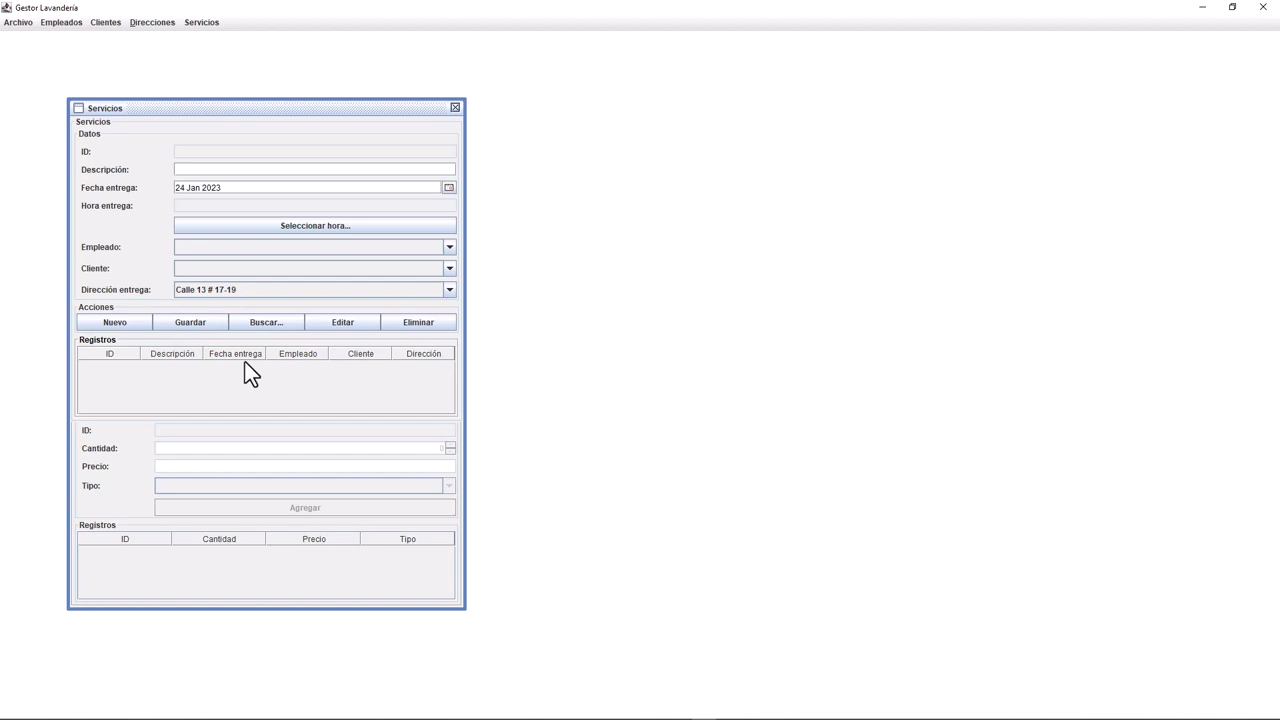 Gestor Lavandería
Archivo Empleados Clientes Direcciones Servicios
Servicios
Servicios
Datos
ID:
Descripción:
Fecha entrega: 24 Jan 2023
Hora entrega:
Seleccionar hora...
Empleado:
Cliente:
Dirección entrega: Calle 13 # 17-19
Acciones
Nuevo Guardar Buscar... Editar Eliminar
Registros
ID Descripción Fecha entrega Empleado Cliente Dirección
ID:
Cantidad: 0
Precio:
Tipo:
Agregar
Registros
ID Cantidad Precio Tipo